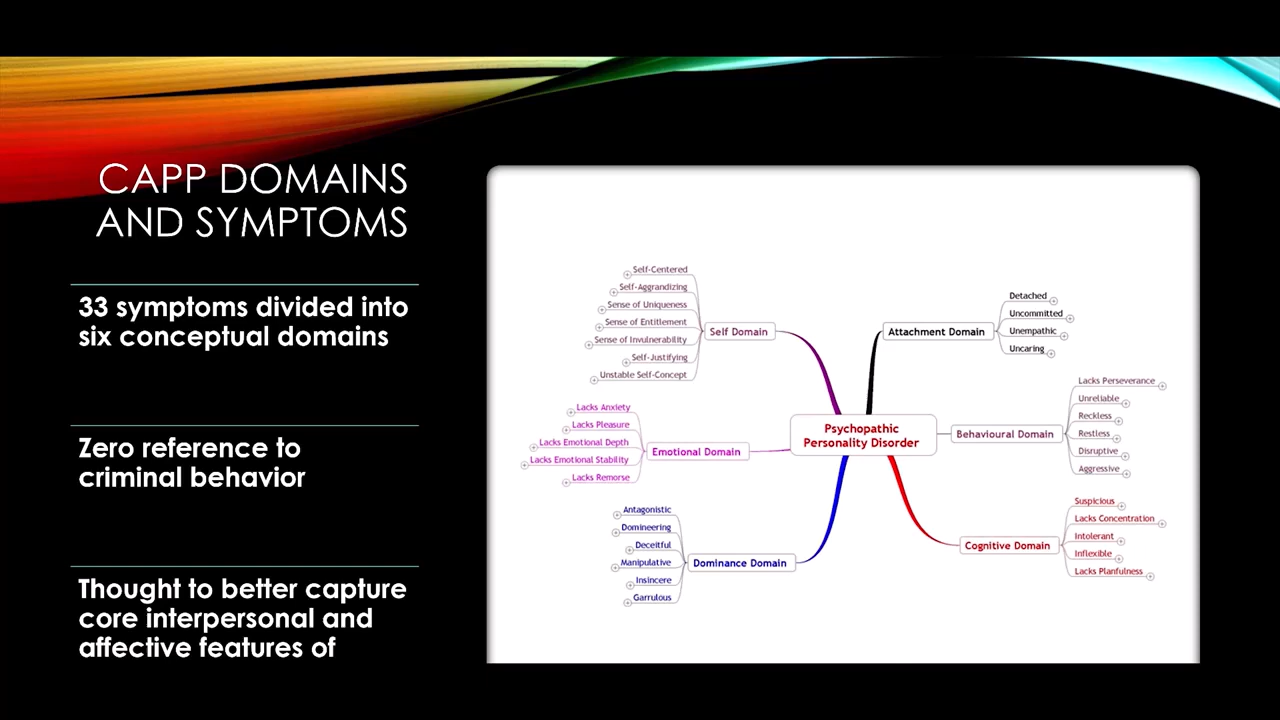 CAPP DOMAINS
AND SYMPTOMS
33 symptoms divided into
six conceptual domains
Zero reference to
criminal behavior
Thought to better capture
core interpersonal and
affective features of
Psychopathic
Personality Disorder
Self Domain
Self-Centered
Self-Aggrandizing
Sense of Uniqueness
Sense of Entitlement
Sense of Invulnerability
Self-Justifying
Unstable Self-Concept
Emotional Domain
Lacks Anxiety
Lacks Pleasure
Lacks Emotional Depth
Lacks Emotional Stability
Lacks Remorse
Dominance Domain
Antagonistic
Domineering
Deceitful
Manipulative
Insincere
Garrulous
Attachment Domain
Detached
Uncommitted
Unempathic
Uncaring
Behavioural Domain
Lacks Perseverance
Unreliable
Reckless
Restless
Disruptive
Aggressive
Cognitive Domain
Suspicious
Lacks Concentration
Intolerant
Inflexible
Lacks Planfulness